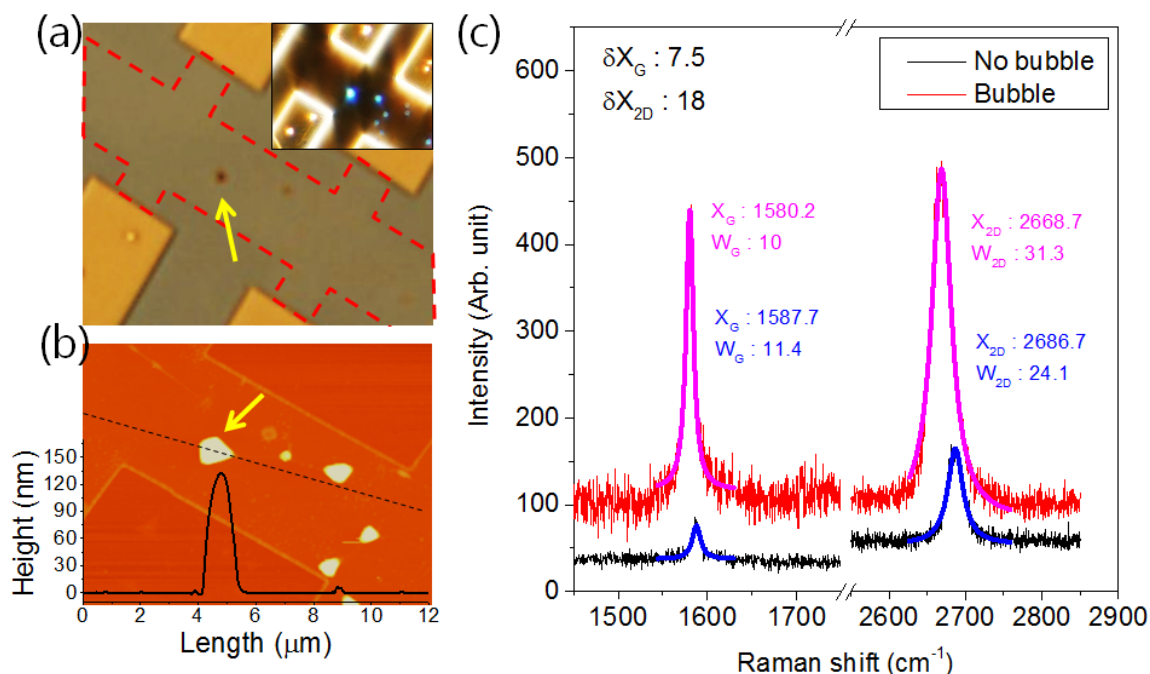 (a)
(b)
Height (nm)
150
120
90
60
30
0
0 2 4 6 8 10 12
Length (μm)
(c)
Intensity (Arb. unit)
600
500
400
300
200
100
0
δX_G : 7.5
δX_2D : 18
No bubble
Bubble
X_G : 1580.2
W_G : 10
X_2D : 2668.7
W_2D : 31.3
X_G : 1587.7
W_G : 11.4
X_2D : 2686.7
W_2D : 24.1
1500 1600 1700 2600 2700 2800 2900
Raman shift (cm⁻¹)